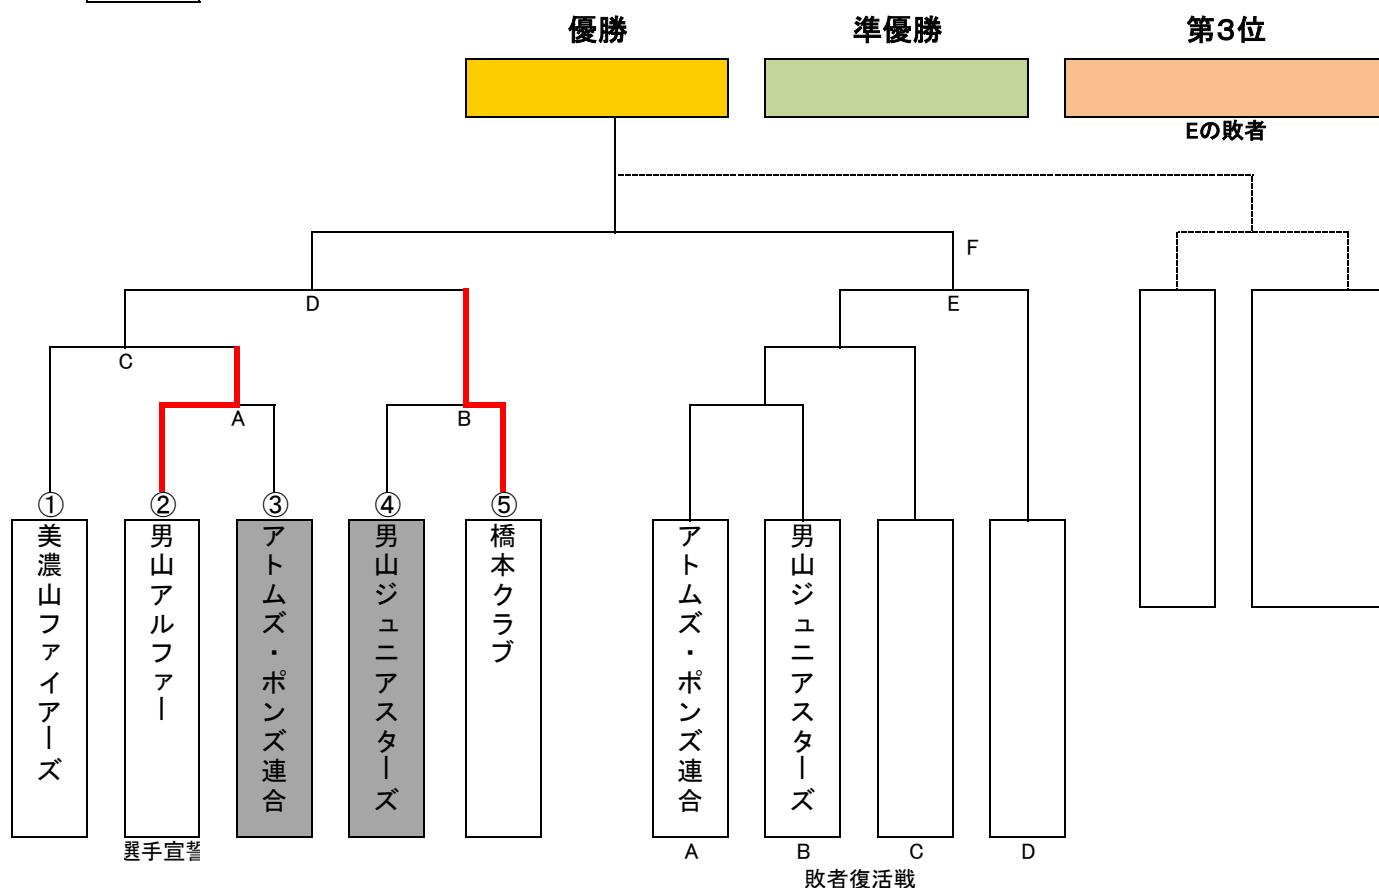 優勝
準優勝
第3位
Eの敗者
F
D
E
C
A
B
①
②
③
④
⑤
美濃山ファイアーズ
男山アルファー
アトムズ・ポンズ連合
男山ジュニアスターズ
橋本クラブ
アトムズ・ポンズ連合
男山ジュニアスターズ
選手宣誓
A
B
C
D
敗者復活戦